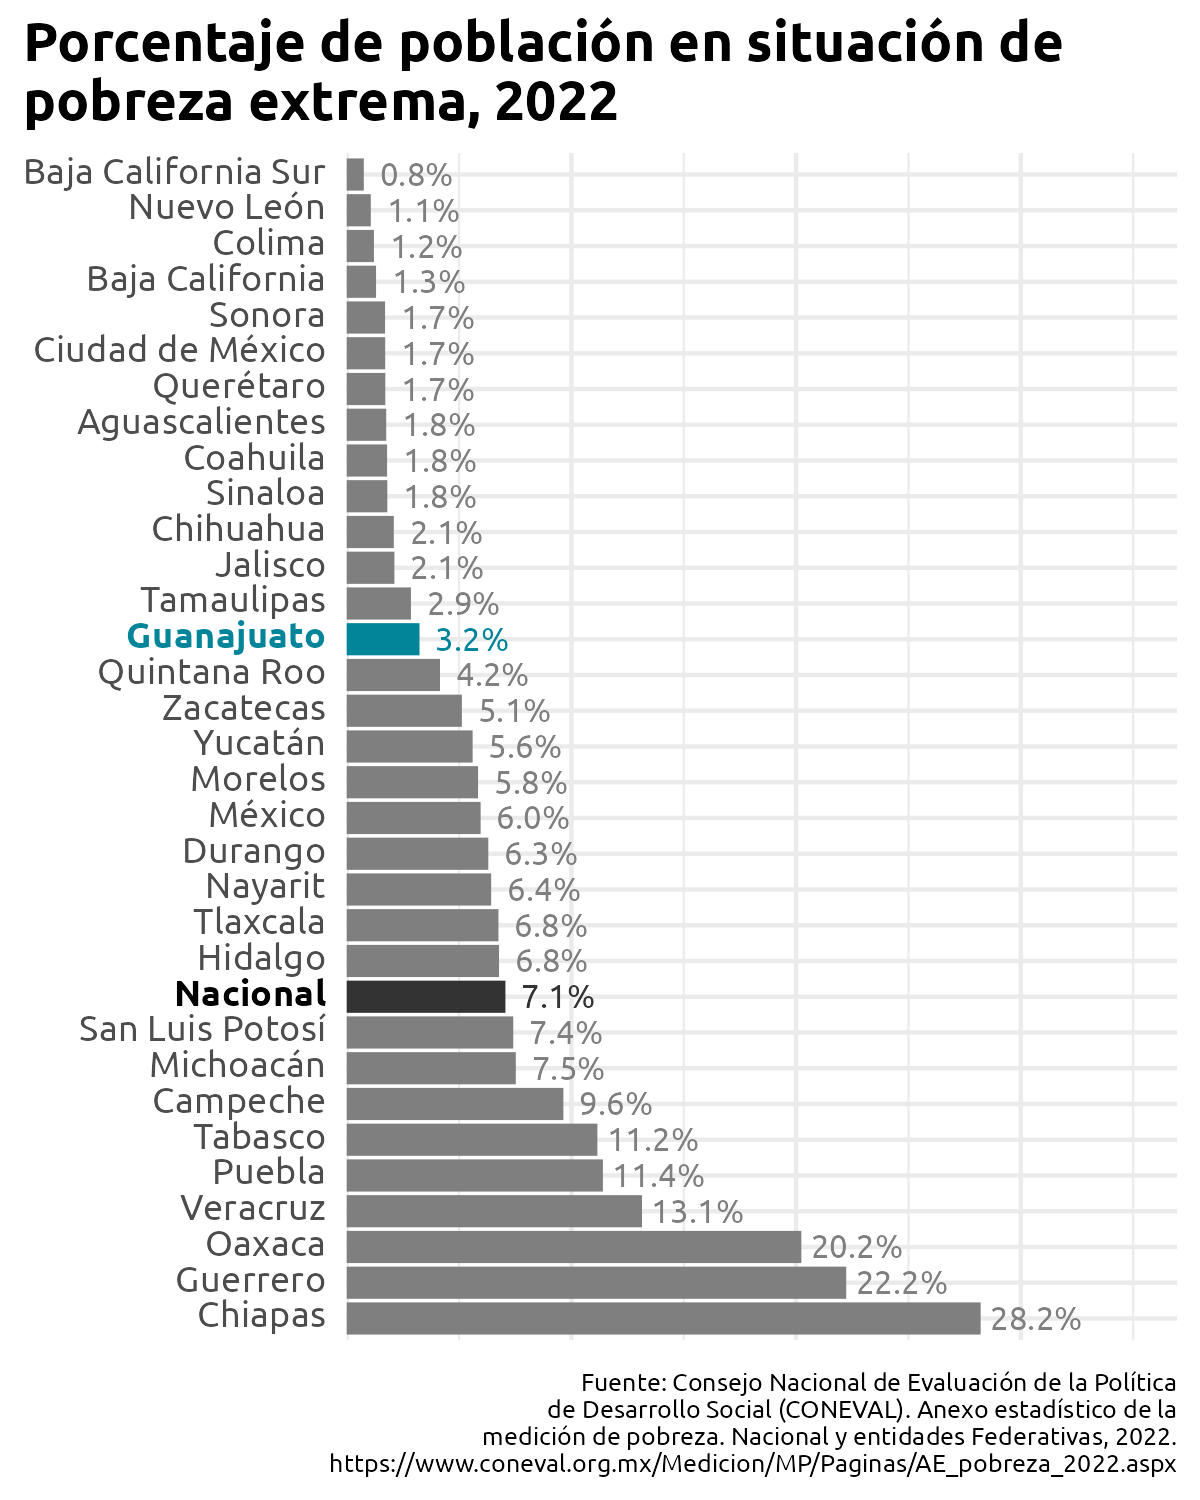 Porcentaje de población en situación de
pobreza extrema, 2022
Baja California Sur 0.8%
Nuevo León 1.1%
Colima 1.2%
Baja California 1.3%
Sonora 1.7%
Ciudad de México 1.7%
Querétaro 1.7%
Aguascalientes 1.8%
Coahuila 1.8%
Sinaloa 1.8%
Chihuahua 2.1%
Jalisco 2.1%
Tamaulipas 2.9%
Guanajuato 3.2%
Quintana Roo 4.2%
Zacatecas 5.1%
Yucatán 5.6%
Morelos 5.8%
México 6.0%
Durango 6.3%
Nayarit 6.4%
Tlaxcala 6.8%
Hidalgo 6.8%
Nacional 7.1%
San Luis Potosí 7.4%
Michoacán 7.5%
Campeche 9.6%
Tabasco 11.2%
Puebla 11.4%
Veracruz 13.1%
Oaxaca 20.2%
Guerrero 22.2%
Chiapas 28.2%
Fuente: Consejo Nacional de Evaluación de la Política
de Desarrollo Social (CONEVAL). Anexo estadístico de la
medición de pobreza. Nacional y entidades Federativas, 2022.
https://www.coneval.org.mx/Medicion/MP/Paginas/AE_pobreza_2022.aspx